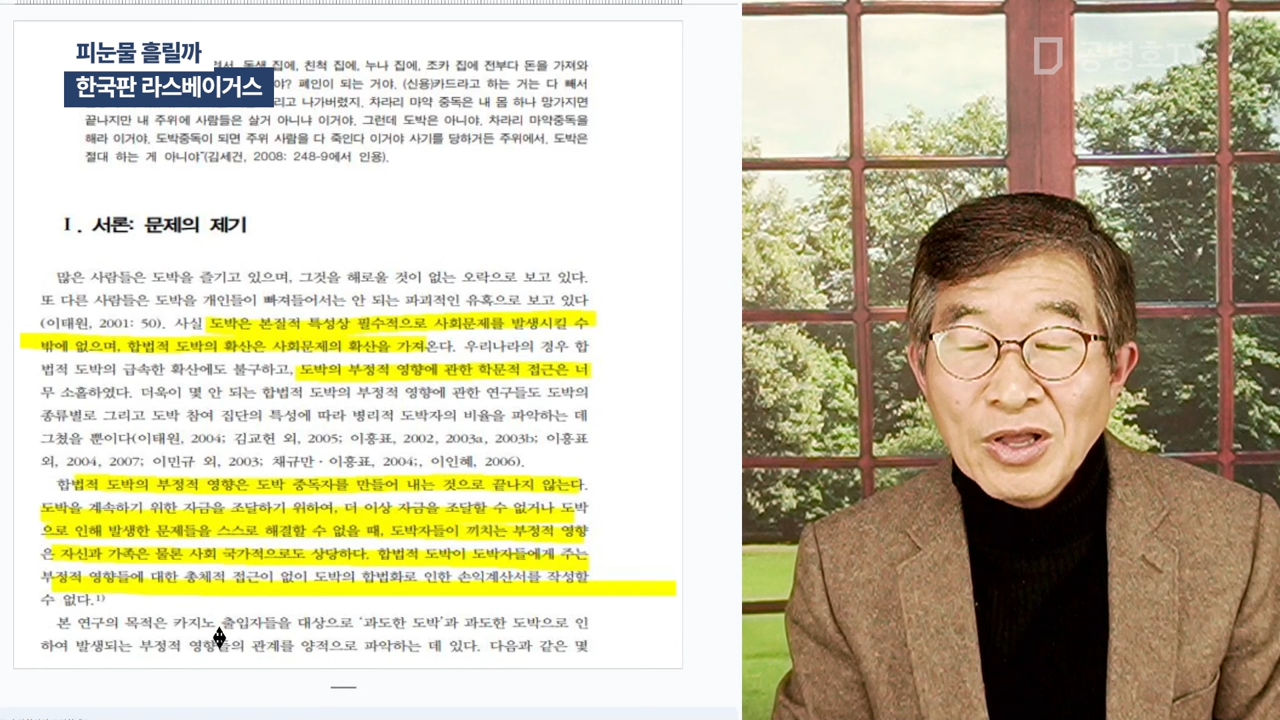 피눈물 흘릴까
한국판 라스베이거스
동생 집에, 친척 집에, 누나 집에, 조카 집에 전부다 돈을 가져와
야? 폐인이 되는 거야. (신용)카드라고 하는 거는 다 빼서
리고 나가버렸지. 차라리 마약 중독은 내 몸 하나 망가지면
끝나지만 내 주위에 사람들은 살거 아니냐 이거야. 그런데 도박은 아니야. 차라리 마약중독을
해라 이거야. 도박중독이 되면 주위 사람을 다 죽인다 이거야 사기를 당하거든 주위에서. 도박은
절대 하는 게 아니야"(김세건, 2008: 248-9에서 인용).
Ⅰ. 서론: 문제의 제기
많은 사람들은 도박을 즐기고 있으며, 그것을 해로울 것이 없는 오락으로 보고 있다.
또 다른 사람들은 도박을 개인들이 빠져들어서는 안 되는 파괴적인 유혹으로 보고 있다
(이태원, 2001: 50). 사실 도박은 본질적 특성상 필수적으로 사회문제를 발생시킬 수
밖에 없으며, 합법적 도박의 확산은 사회문제의 확산을 가져온다. 우리나라의 경우 합
법적 도박의 급속한 확산에도 불구하고, 도박의 부정적 영향에 관한 학문적 접근은 너
무 소홀하였다. 더욱이 몇 안 되는 합법적 도박의 부정적 영향에 관한 연구들도 도박의
종류별로 그리고 도박 참여 집단의 특성에 따라 병리적 도박자의 비율을 파악하는 데
그쳤을 뿐이다(이태원, 2004; 김교헌 외, 2005; 이흥표, 2002, 2003a, 2003b; 이흥표
외, 2004, 2007; 이민규 외, 2003; 채규만·이흥표, 2004;, 이인혜, 2006).
합법적 도박의 부정적 영향은 도박 중독자를 만들어 내는 것으로 끝나지 않는다.
도박을 계속하기 위한 자금을 조달하기 위하여, 더 이상 자금을 조달할 수 없거나 도박
으로 인해 발생한 문제들을 스스로 해결할 수 없을 때, 도박자들이 끼치는 부정적 영향
은 자신과 가족은 물론 사회 국가적으로도 상당하다. 합법적 도박이 도박자들에게 주는
부정적 영향들에 대한 총체적 접근이 없이 도박의 합법화로 인한 손익계산서를 작성할
수 없다.1)
본 연구의 목적은 카지노 출입자들을 대상으로 '과도한 도박'과 과도한 도박으로 인
하여 발생되는 부정적 영향들의 관계를 양적으로 파악하는 데 있다. 다음과 같은 몇
공병호TV